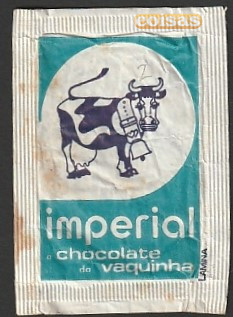 coisas
imperial
o chocolate
da vaquinha
LAMINA